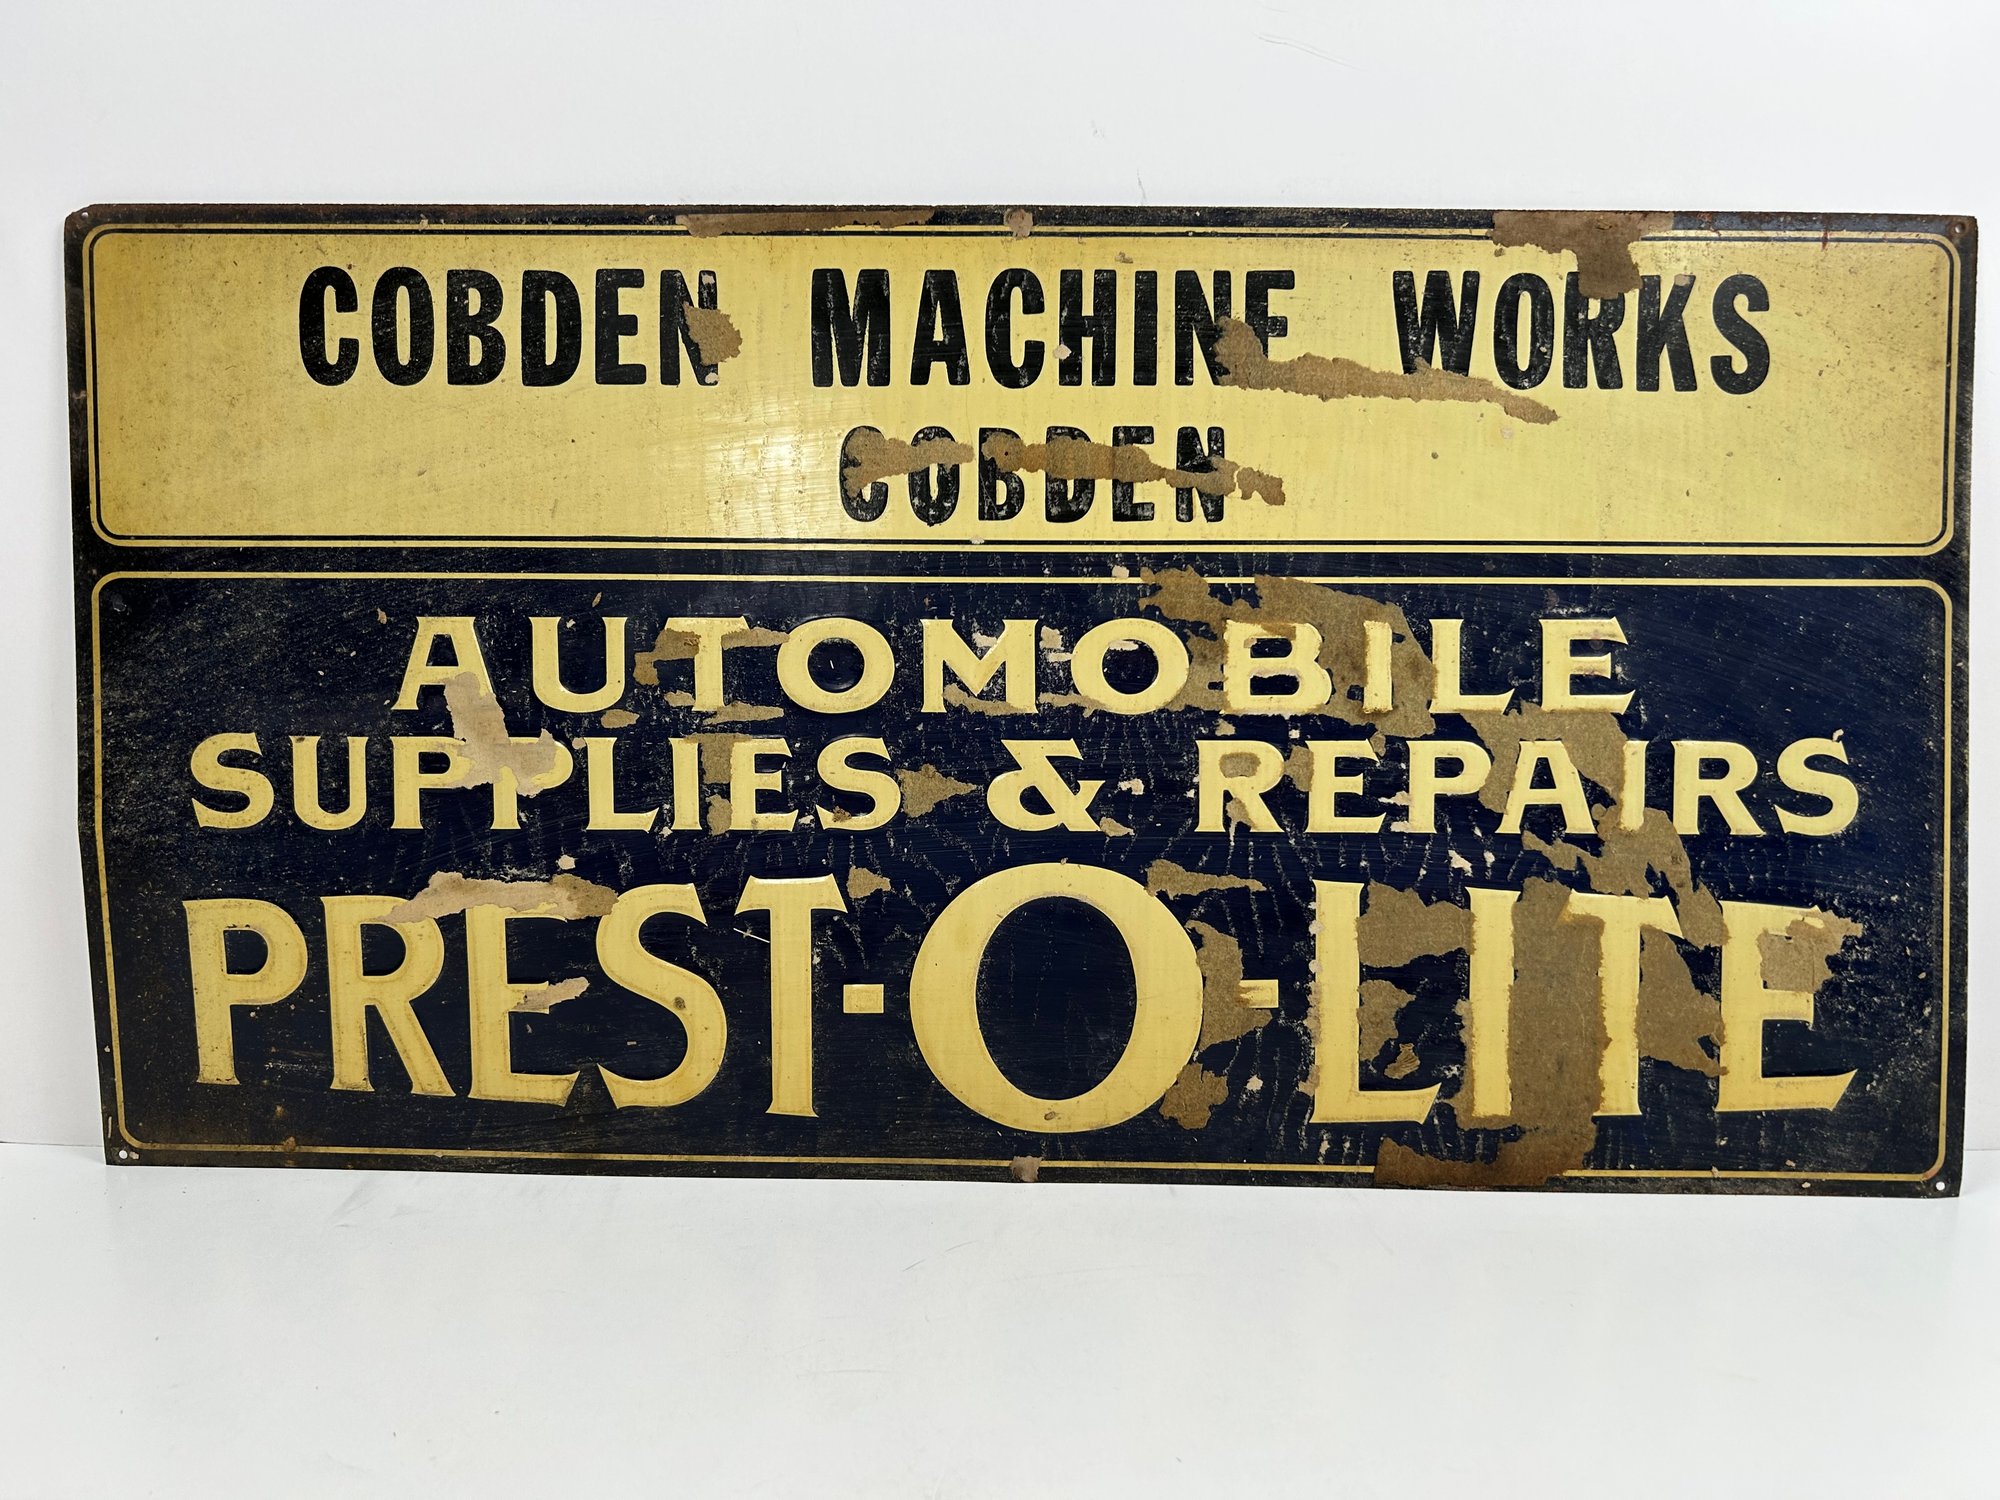 COBDEN MACHINE WORKS
COBDEN
AUTOMOBILE
SUPPLIES & REPAIRS
PREST-O-LITE